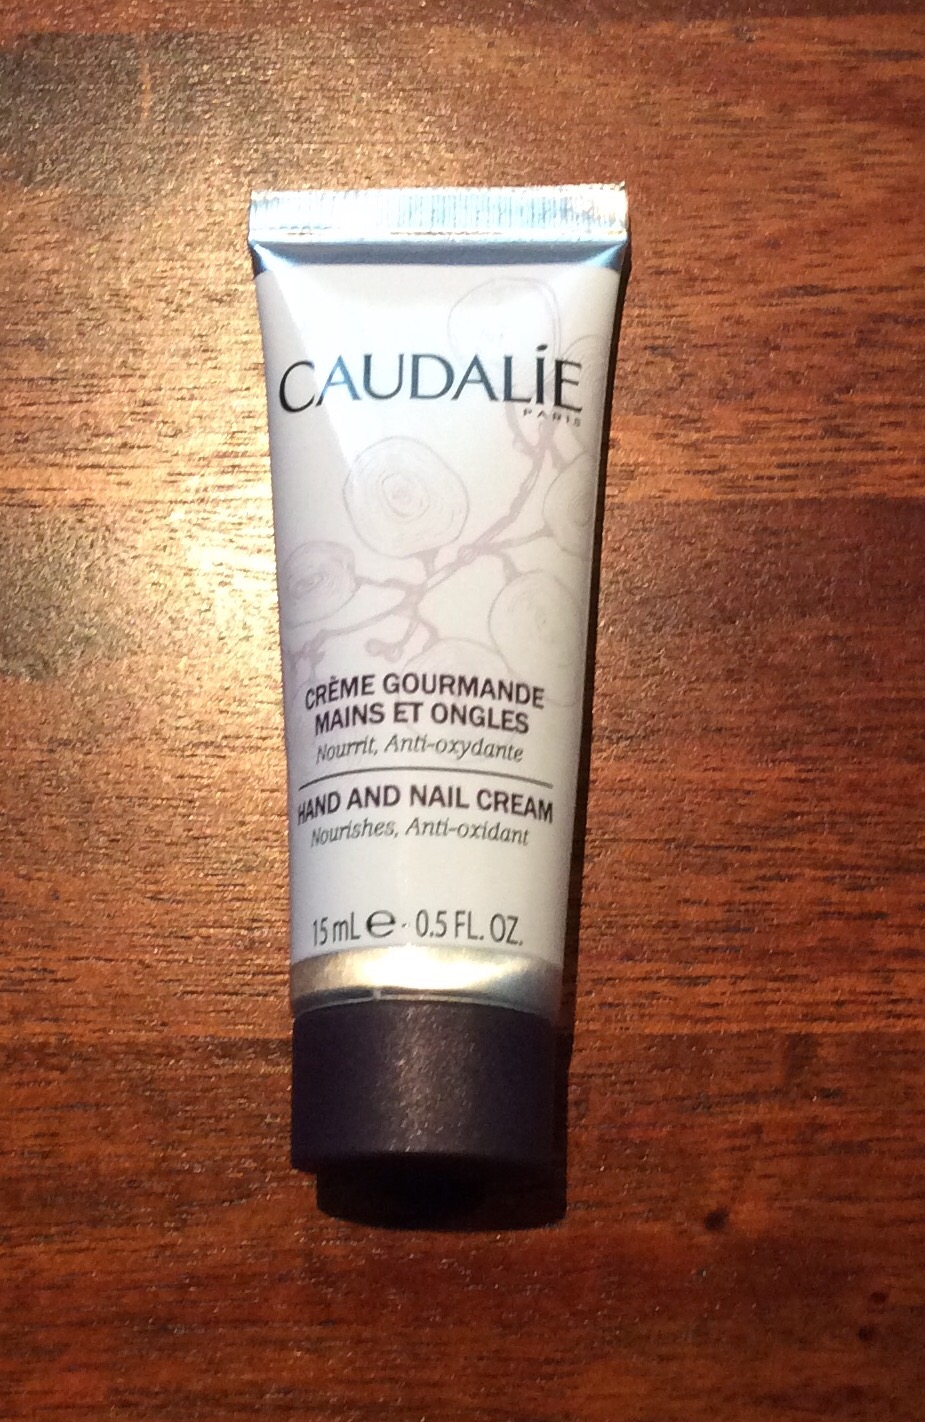 CAUDALİE
PARIS
CRÈME GOURMANDE
MAINS ET ONGLES
Nourrit, Anti-oxydante
HAND AND NAIL CREAM
Nourishes, Anti-oxidant
15 mL ℮ - 0.5 FL. OZ.